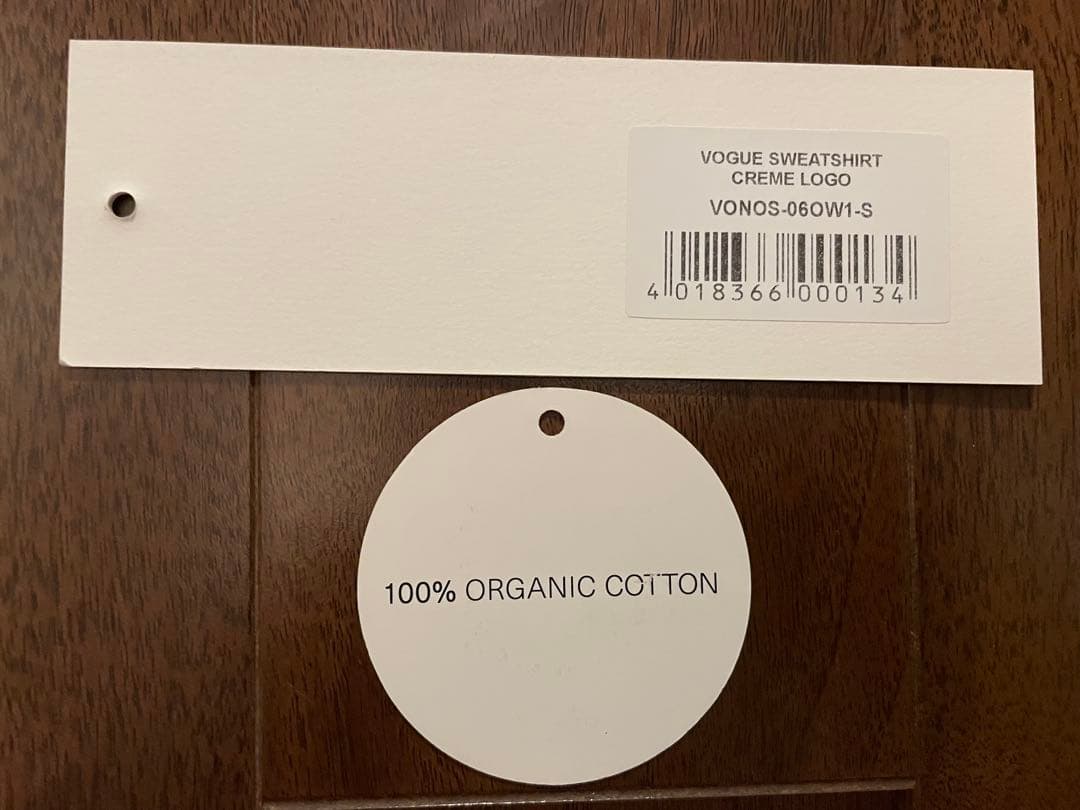 VOGUE SWEATSHIRT
CREME LOGO
VONOS-06OW1-S
4 018366 000134
100% ORGANIC COTTON